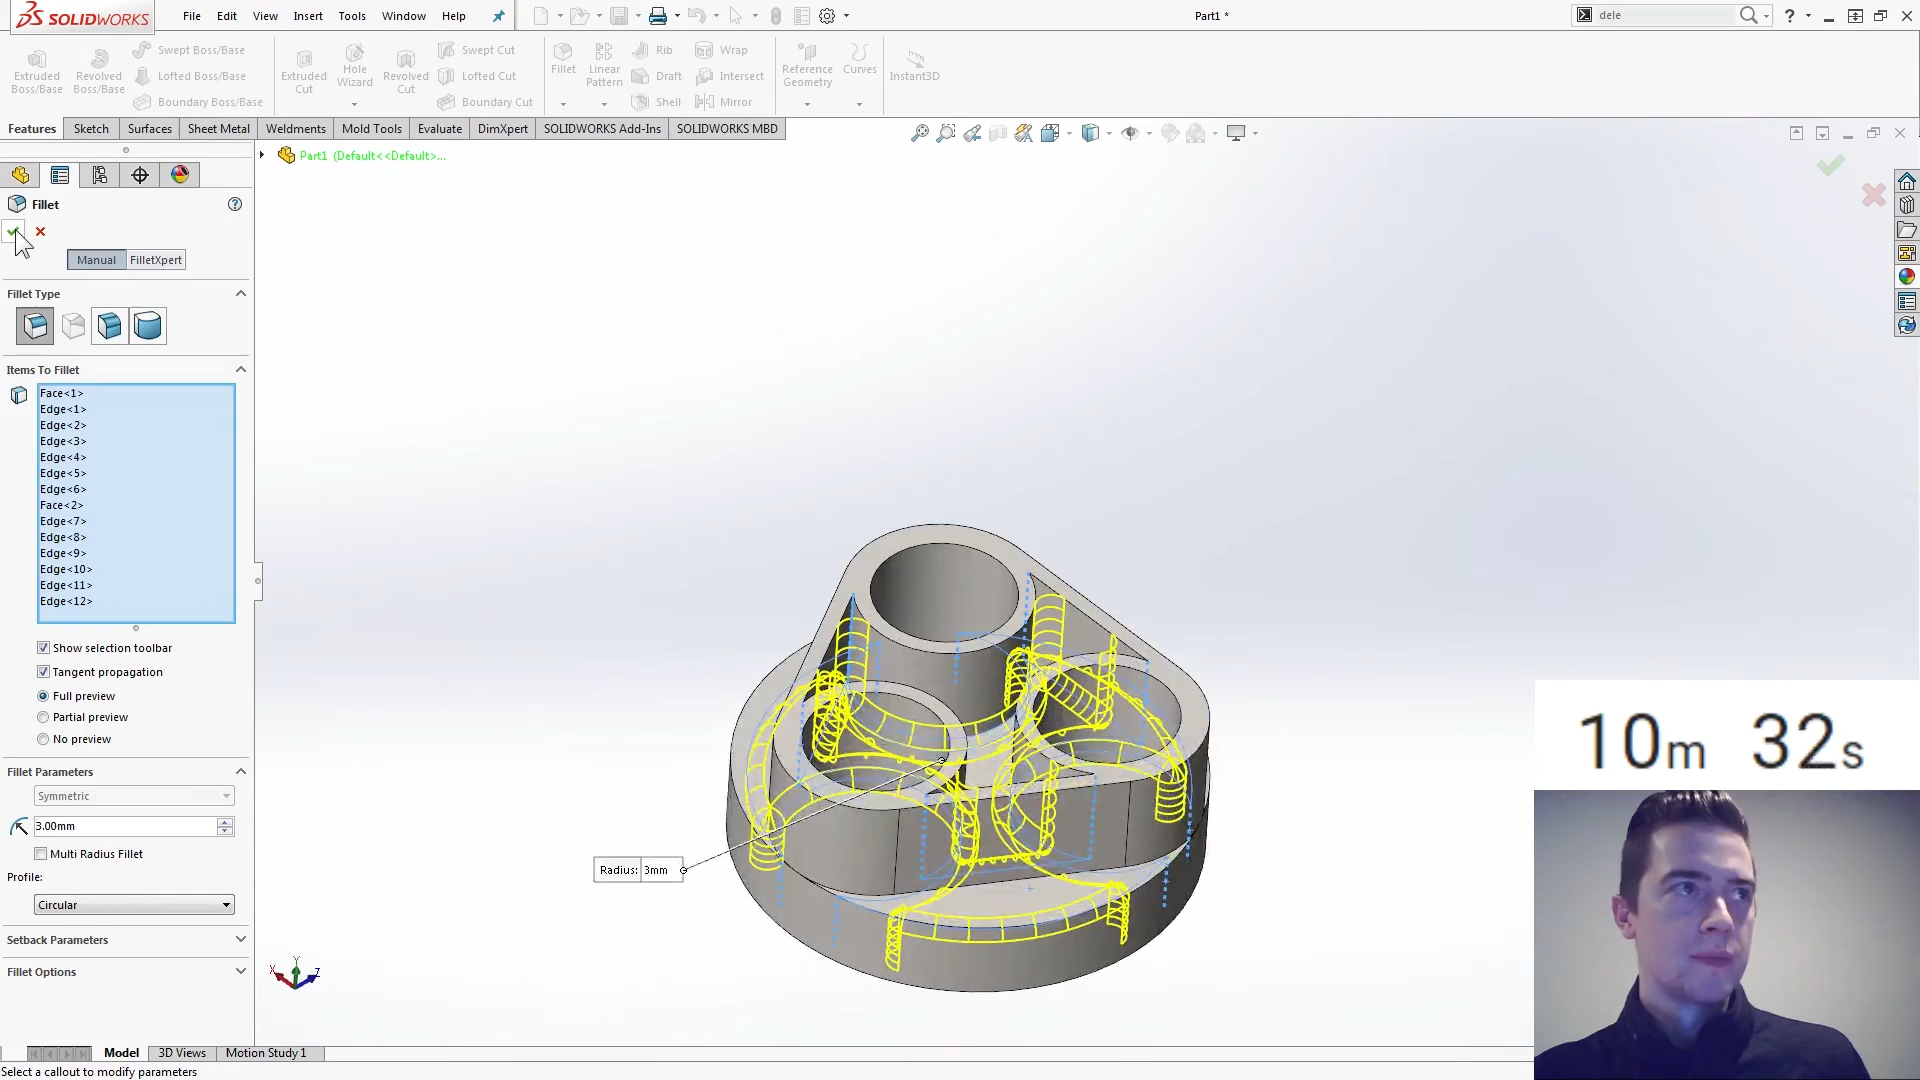 SOLIDWORKS
File Edit View Insert Tools Window Help
Part1 *
dele
Extruded Boss/Base
Revolved Boss/Base
Swept Boss/Base
Lofted Boss/Base
Boundary Boss/Base
Extruded Cut
Hole Wizard
Revolved Cut
Swept Cut
Lofted Cut
Boundary Cut
Fillet
Linear Pattern
Rib
Draft
Shell
Wrap
Intersect
Mirror
Reference Geometry
Curves
Instant3D
Features Sketch Surfaces Sheet Metal Weldments Mold Tools Evaluate DimXpert SOLIDWORKS Add-Ins SOLIDWORKS MBD
Part1 (Default<<Default>...
Fillet
Manual FilletXpert
Fillet Type
Items To Fillet
Face<1>
Edge<1>
Edge<2>
Edge<3>
Edge<4>
Edge<5>
Edge<6>
Face<2>
Edge<7>
Edge<8>
Edge<9>
Edge<10>
Edge<11>
Edge<12>
Show selection toolbar
Tangent propagation
Full preview
Partial preview
No preview
Fillet Parameters
Symmetric
3.00mm
Multi Radius Fillet
Profile:
Circular
Setback Parameters
Fillet Options
Radius: 3mm
10m 32s
X Y Z
Model 3D Views Motion Study 1
Select a callout to modify parameters